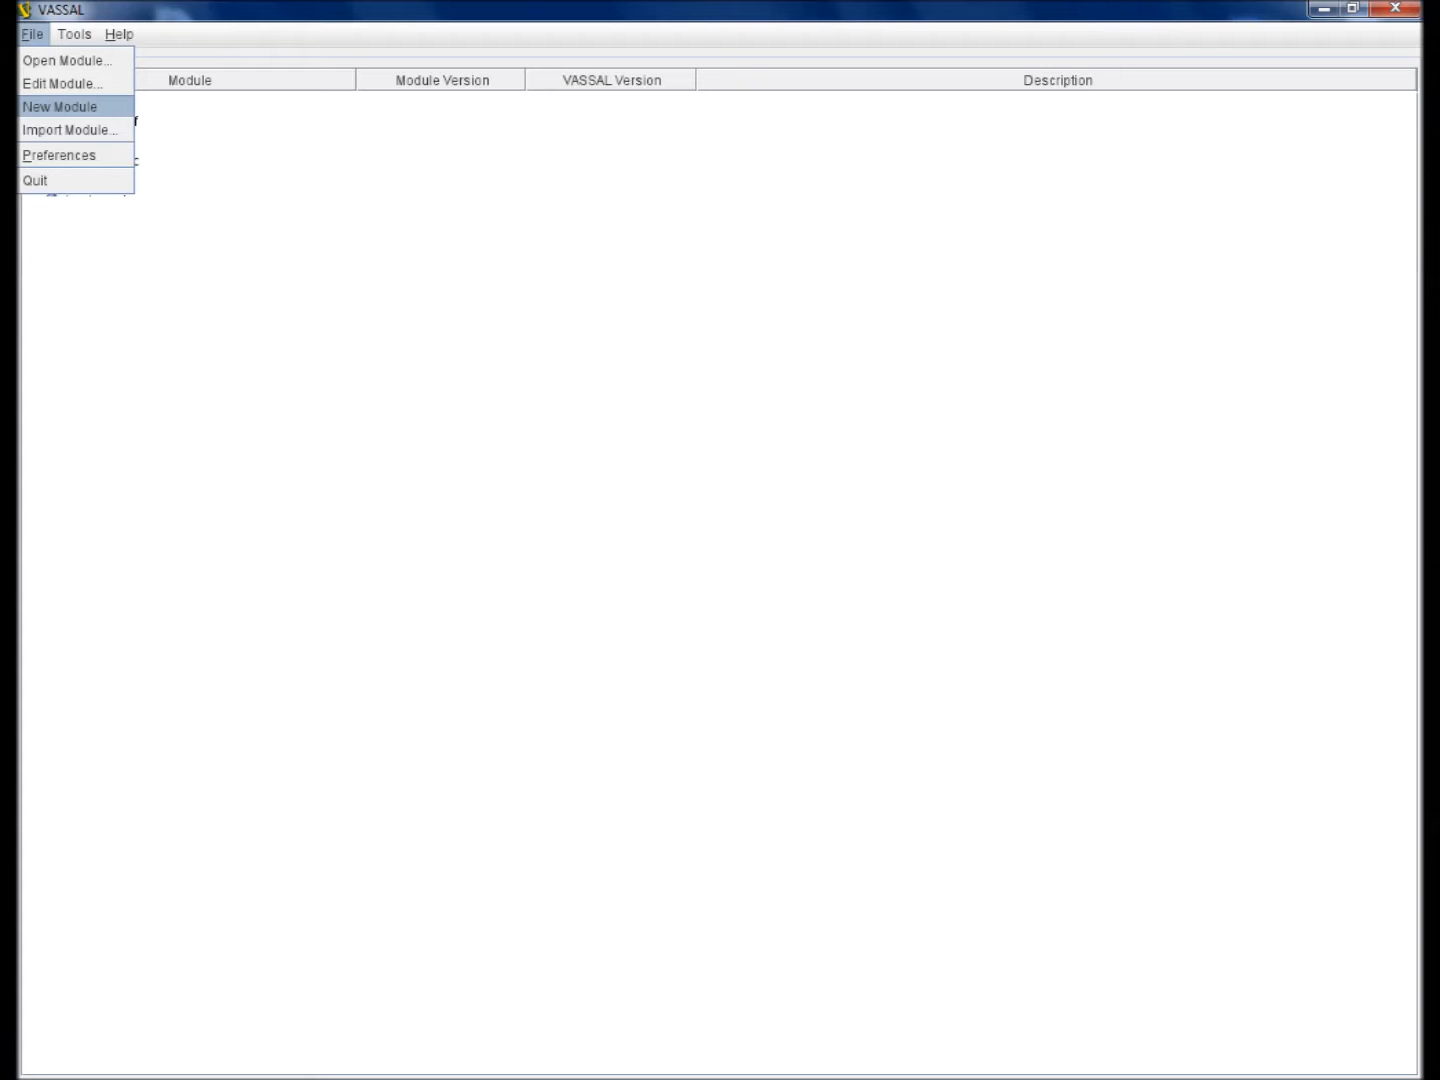 VASSAL
File Tools Help
Open Module...
Edit Module...
New Module
Import Module...
Preferences
Quit
Module Module Version VASSAL Version Description